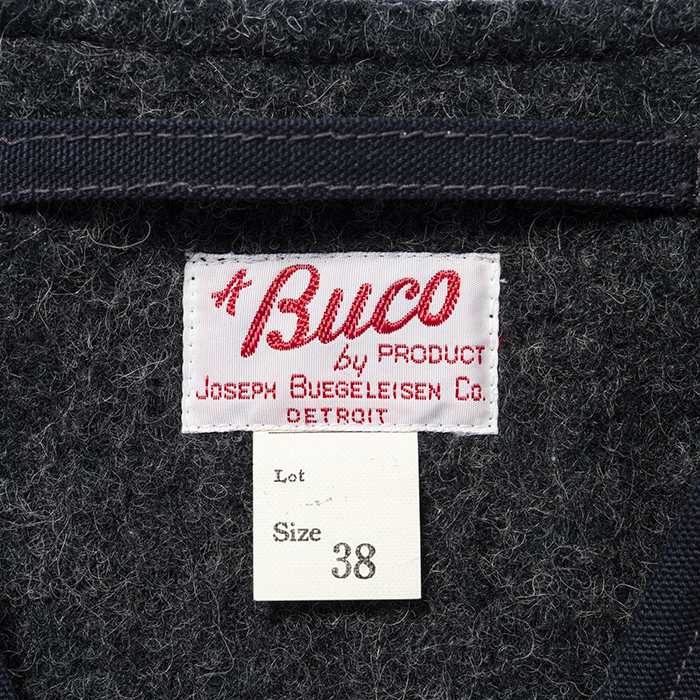 A Buco
by PRODUCT
JOSEPH BUEGELEISEN CO.
DETROIT
Lot
Size 38